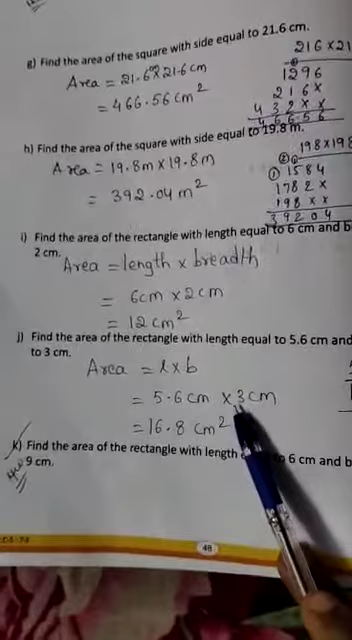 g) Find the area of the square with side equal to 21.6 cm.
Area = 21.6 cm × 21.6 cm
= 466.56 cm²
216 × 21
1296
216×
432××
46656
h) Find the area of the square with side equal to 19.8 m.
Area = 19.8m × 19.8m
= 392.04 m²
198 × 198
1584
1782×
198××
39204
i) Find the area of the rectangle with length equal to 6 cm and b
2 cm.
Area = length × breadth
= 6cm × 2cm
= 12 cm²
j) Find the area of the rectangle with length equal to 5.6 cm and
to 3 cm.
Area = l × b
= 5.6 cm × 3 cm
= 16.8 cm²
k) Find the area of the rectangle with length to 6 cm and b
9 cm.
48